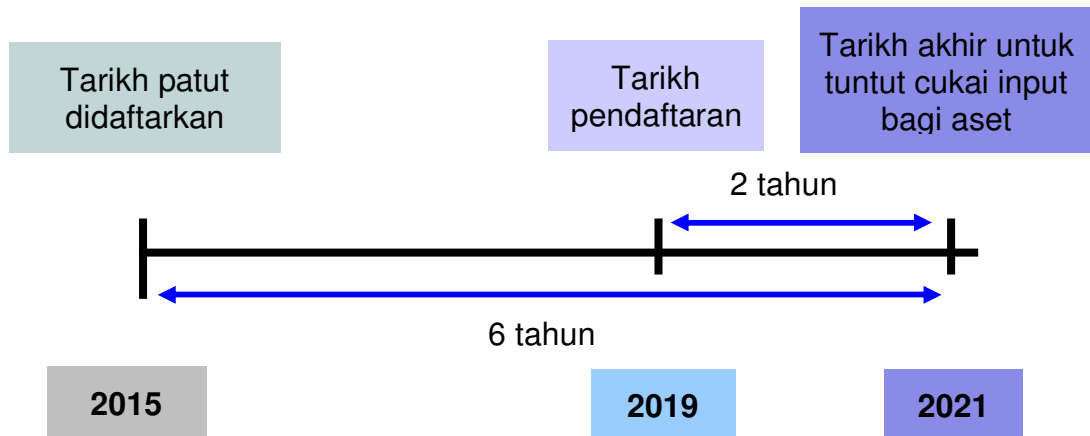 Tarikh patut
didaftarkan
Tarikh
pendaftaran
Tarikh akhir untuk
tuntut cukai input
bagi aset
2 tahun
6 tahun
2015
2019
2021